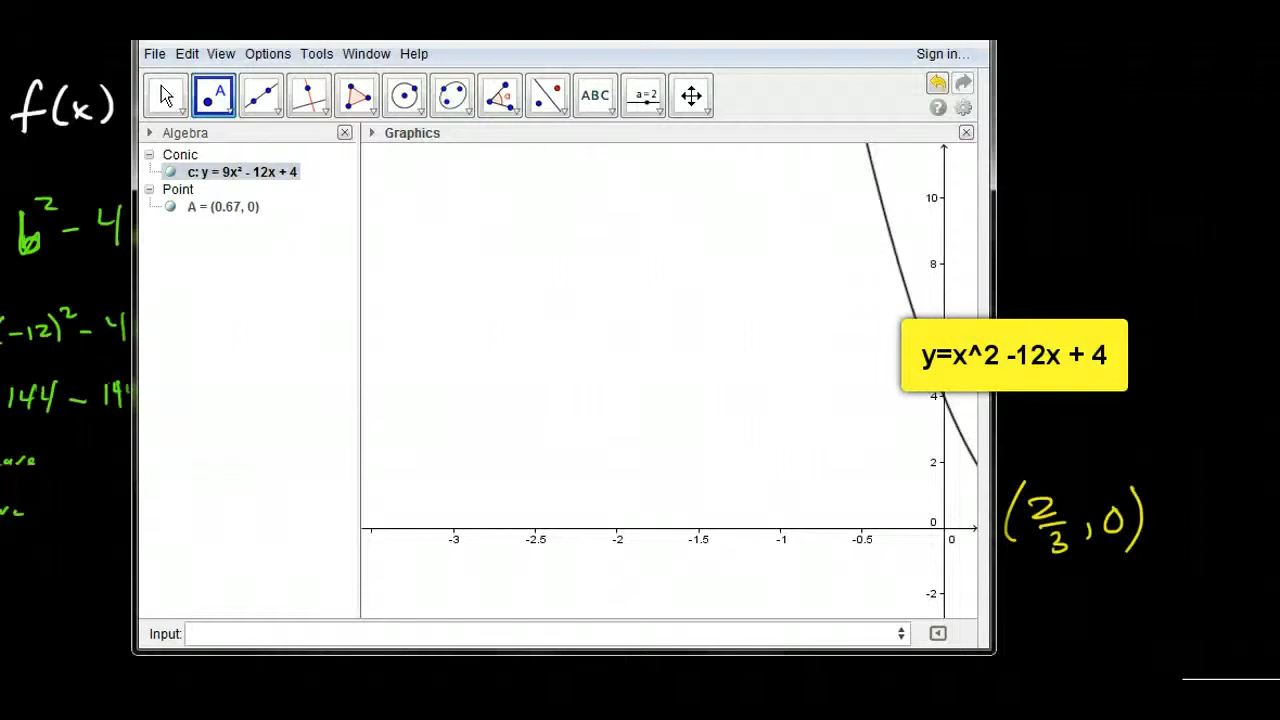 File Edit View Options Tools Window Help Sign in...
f(x)
A
α
ABC
a = 2
Algebra
Graphics
Conic
c: y = 9x² - 12x + 4
Point
A = (0.67, 0)
10
8
b² - 4
(-12)² - 4
y=x^2 -12x + 4
144 - 144
4
2
0
-3 -2.5 -2 -1.5 -1 -0.5 0
-2
(2/3, 0)
Input: